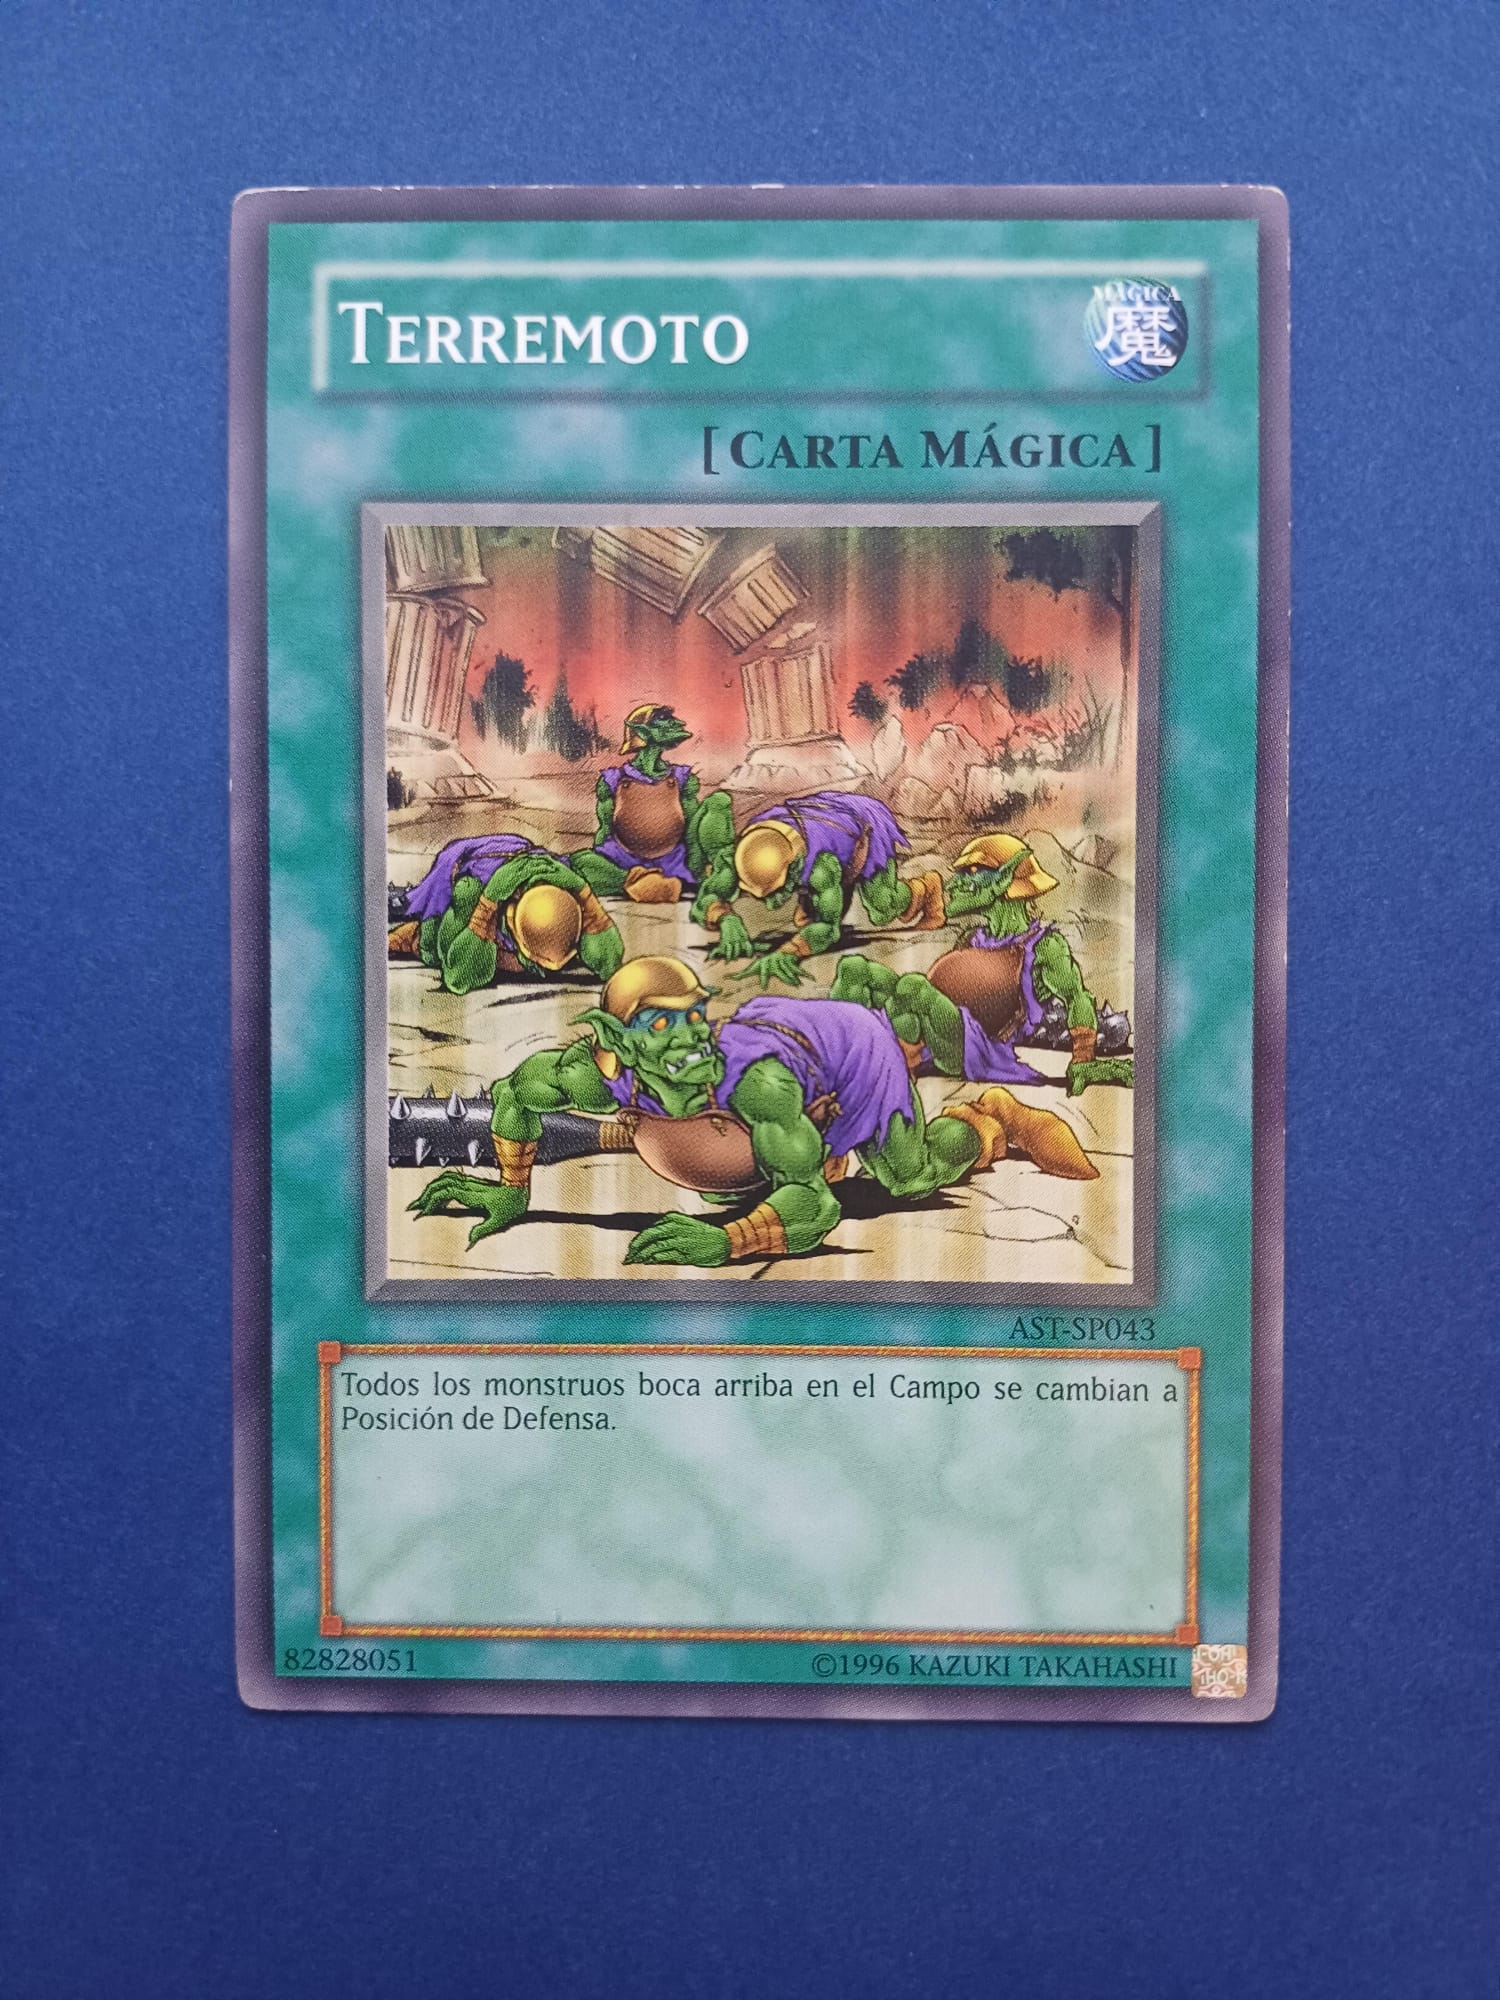 TERREMOTO
MÁGICA
魔
[CARTA MÁGICA]
AST-SP043
Todos los monstruos boca arriba en el Campo se cambian a
Posición de Defensa.
82828051
©1996 KAZUKI TAKAHASHI